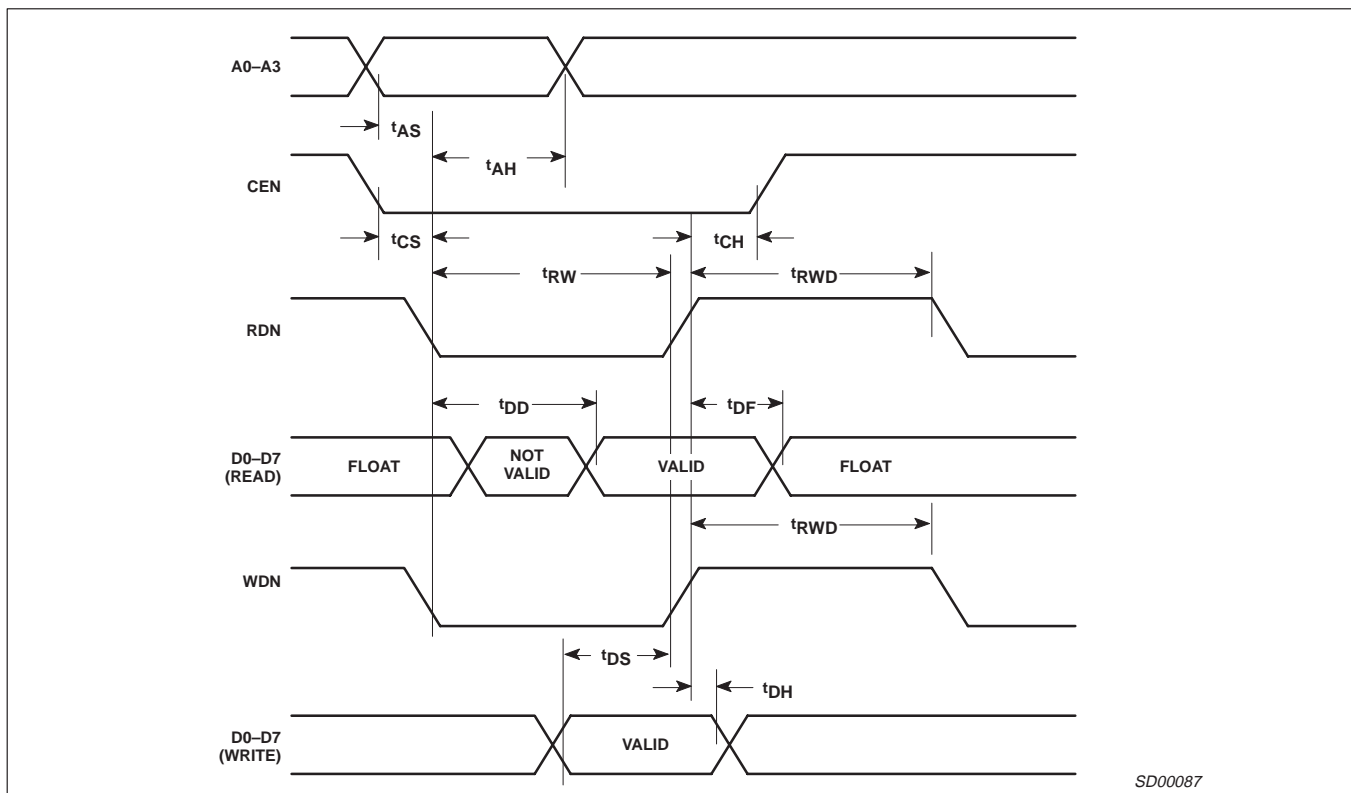 A0–A3
tAS
tAH
CEN
tCS
tCH
tRW
tRWD
RDN
tDD
tDF
D0–D7
(READ)
FLOAT
NOT
VALID
VALID
FLOAT
tRWD
WDN
tDS
tDH
D0–D7
(WRITE)
VALID
SD00087